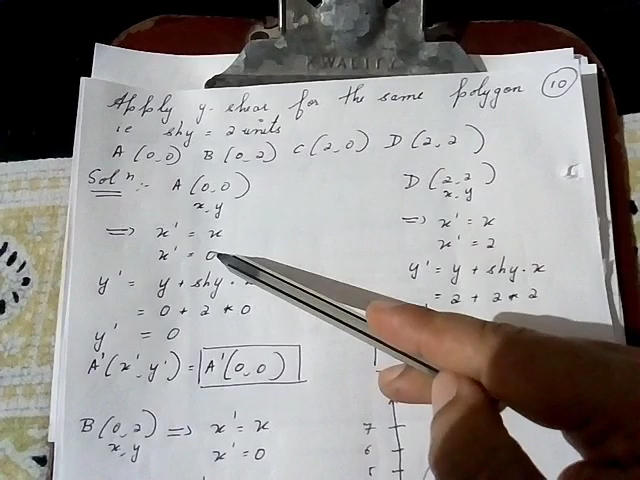 KWALITY
Apply y-shear for the same polygon 10
ie shy = 2 units
A (0,0) B (0,2) C (2,0) D (2,2)
Solⁿ:- A (0,0)
x,y
=> x' = x
x' = 0
y' = y + shy .
= 0 + 2 * 0
y' = 0
A'(x',y') = A'(0,0)
B (0,2) => x' = x
x,y x' = 0
D (2,2)
x,y
=> x' = x
x' = 2
y' = y + shy.x
= 2 + 2 * 2
7
6
5